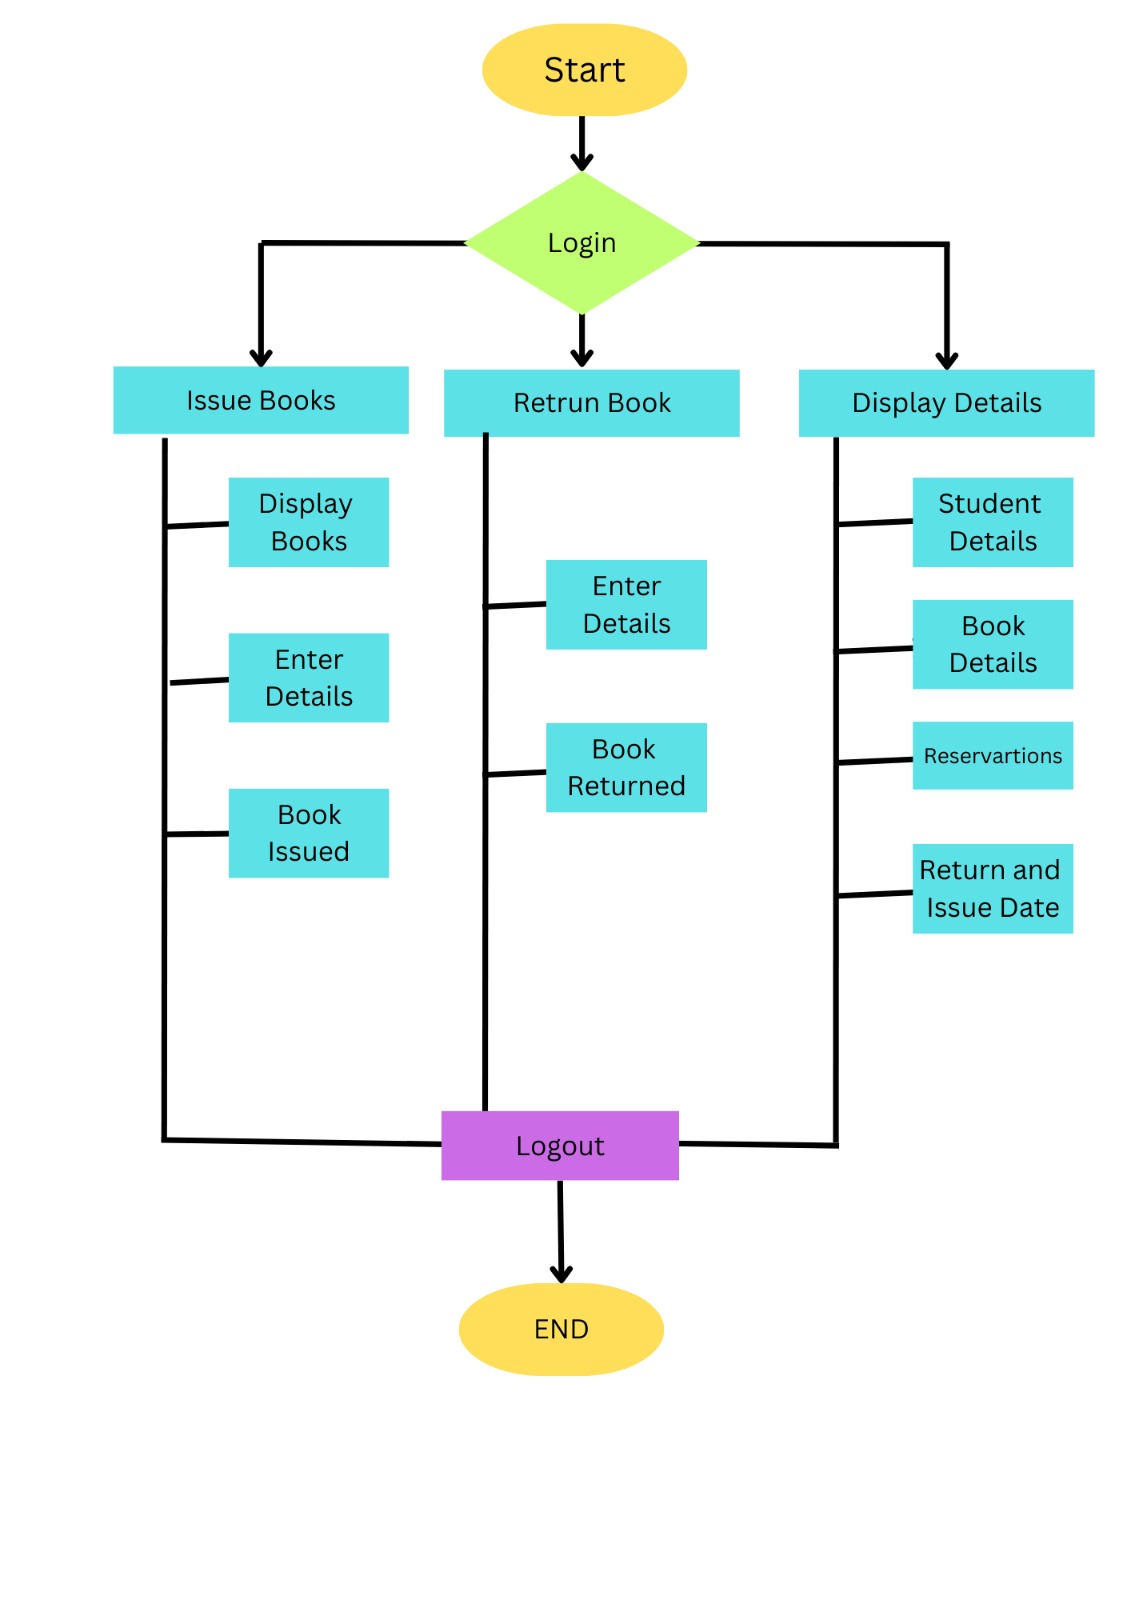 Start
Login
Issue Books
Retrun Book
Display Details
Display
Books
Enter
Details
Book
Issued
Enter
Details
Book
Returned
Student
Details
Book
Details
Reservartions
Return and
Issue Date
Logout
END